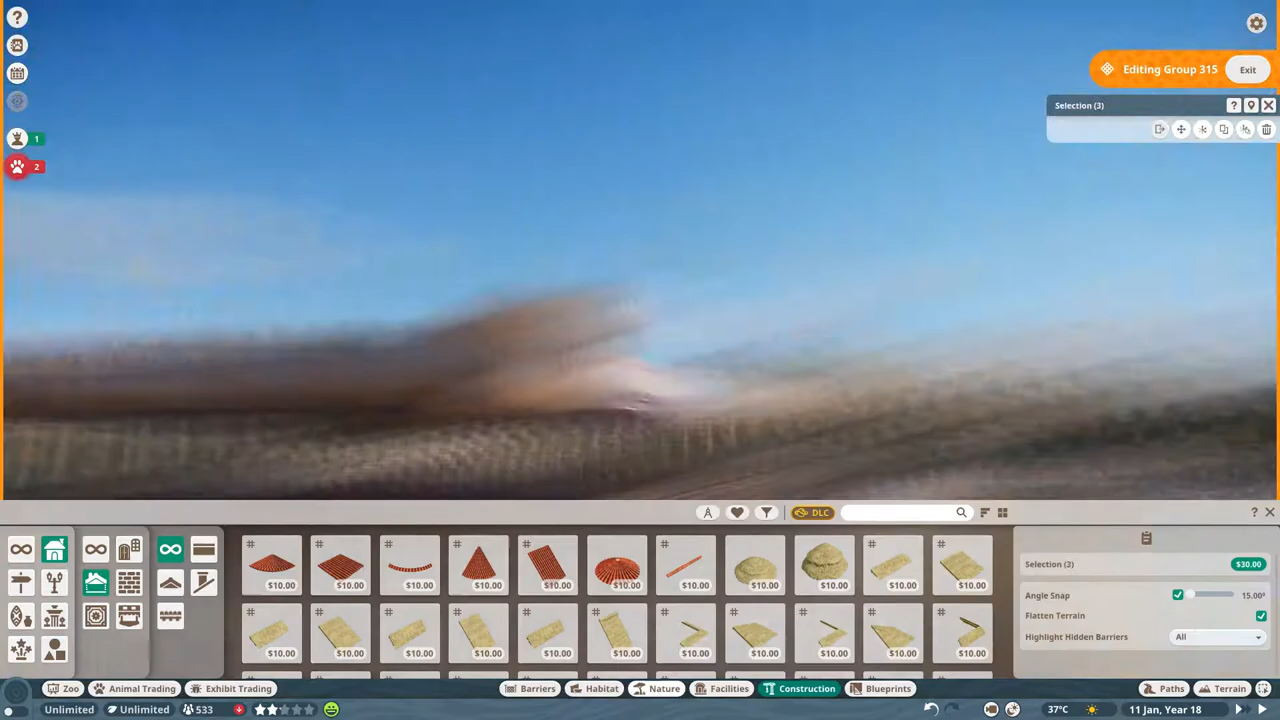 ?
Editing Group 315
Exit
Selection (3)
?
1
2
DLC
?
$10.00 $10.00 $10.00 $10.00 $10.00 $10.00 $10.00 $10.00 $10.00 $10.00 $10.00
$10.00 $10.00 $10.00 $10.00 $10.00 $10.00 $10.00 $10.00 $10.00 $10.00 $10.00
Selection (2)
$30.00
Angle Snap
15.00°
Flatten Terrain
Highlight Hidden Barriers
All
Zoo
Animal Trading
Exhibit Trading
Barriers
Habitat
Nature
Facilities
Construction
Blueprints
Paths
Terrain
Unlimited
Unlimited
533
37°C
11 Jan, Year 18